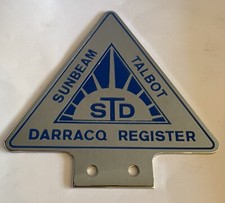 SUNBEAM
TALBOT
STD
DARRACQ REGISTER